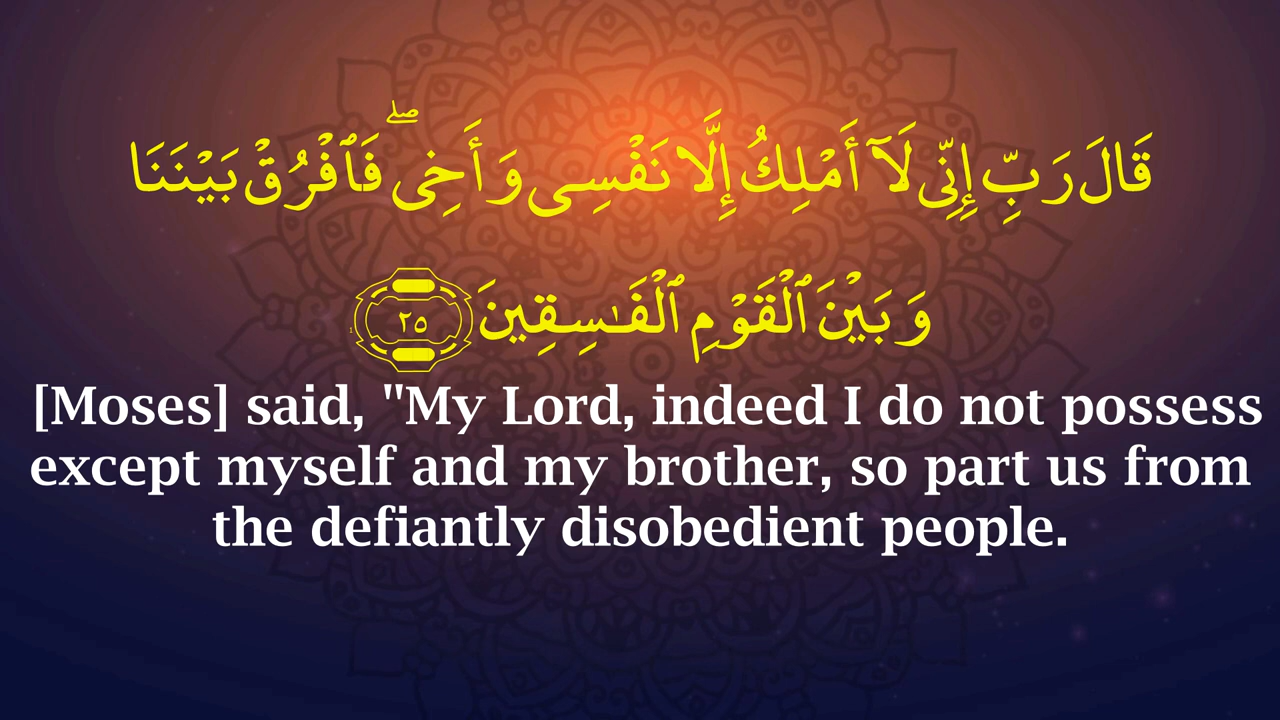 قَالَ رَبِّ إِنِّى لَآ أَمْلِكُ إِلَّا نَفْسِى وَأَخِى ۖ فَٱفْرُقْ بَيْنَنَا
وَبَيْنَ ٱلْقَوْمِ ٱلْفَـٰسِقِينَ ٢٥
[Moses] said, "My Lord, indeed I do not possess
except myself and my brother, so part us from
the defiantly disobedient people.